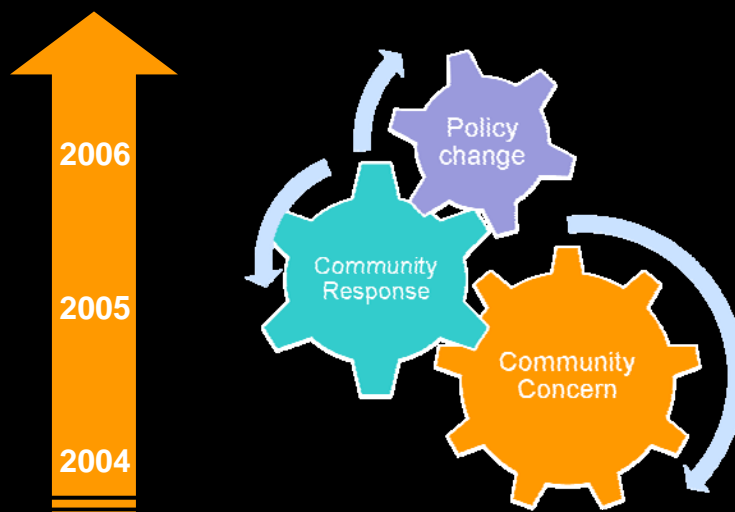 2006
2005
2004
Policy
change
Community
Response
Community
Concern